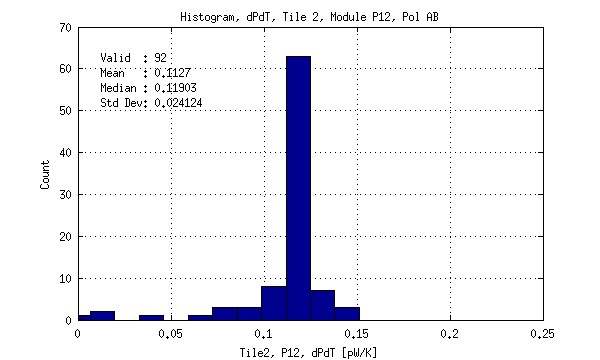 Histogram, dPdT, Tile 2, Module P12, Pol AB
70
60
50
40
30
20
10
0
Count
Valid : 92
Mean : 0.1127
Median : 0.11903
Std Dev: 0.024124
0 0.05 0.1 0.15 0.2 0.25
Tile2, P12, dPdT [pW/K]